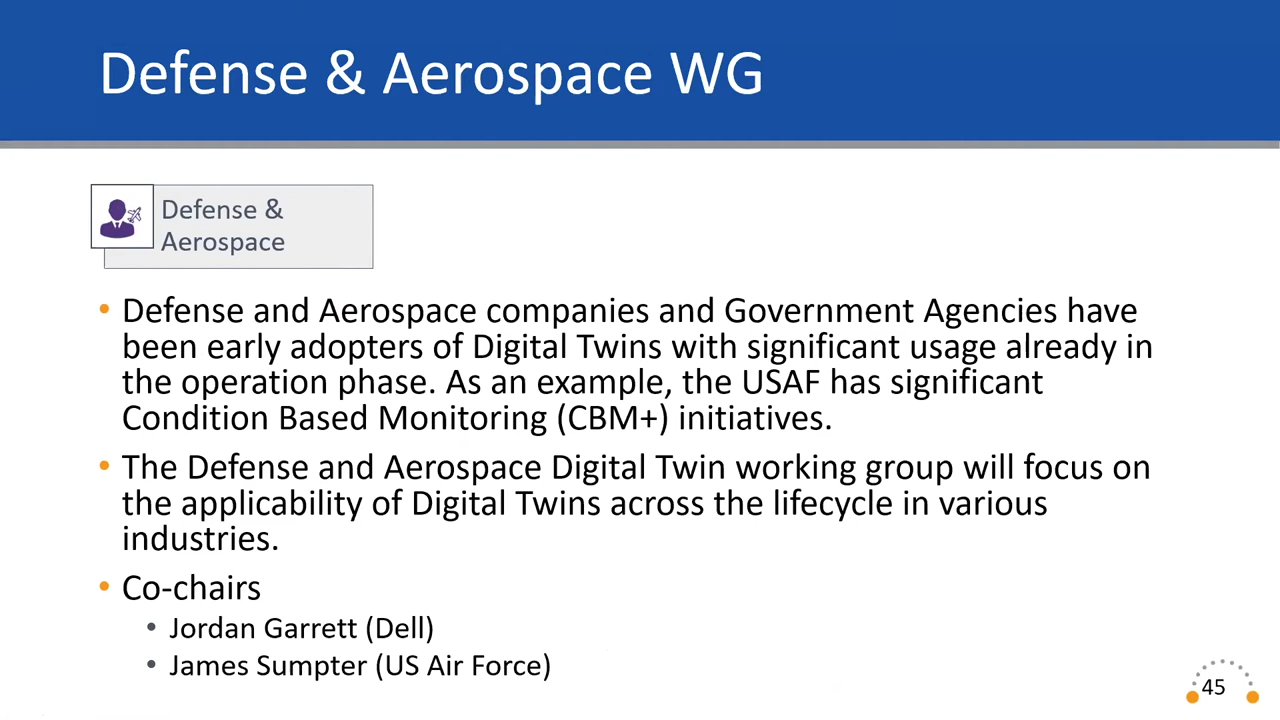 Defense & Aerospace WG
Defense &
Aerospace
• Defense and Aerospace companies and Government Agencies have
been early adopters of Digital Twins with significant usage already in
the operation phase. As an example, the USAF has significant
Condition Based Monitoring (CBM+) initiatives.
• The Defense and Aerospace Digital Twin working group will focus on
the applicability of Digital Twins across the lifecycle in various
industries.
• Co-chairs
• Jordan Garrett (Dell)
• James Sumpter (US Air Force)
45